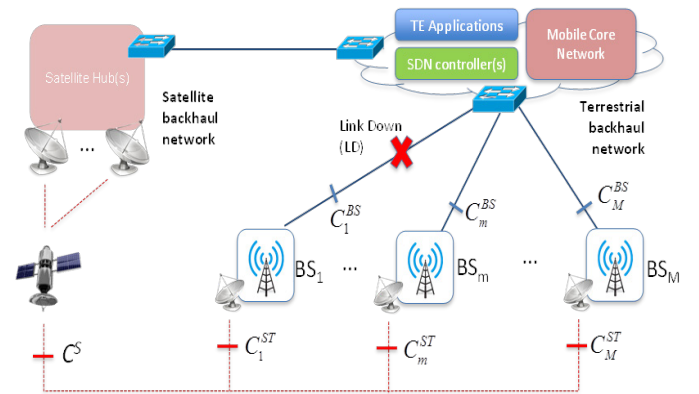 TE Applications
SDN controller(s)
Mobile Core
Network
Satellite Hub(s)
Satellite
backhaul
network
Link Down
(LD)
Terrestrial
backhaul
network
C_1^{BS}
C_m^{BS}
C_M^{BS}
...
BS_1
...
BS_m
...
BS_M
C^S
C_1^{ST}
C_m^{ST}
C_M^{ST}